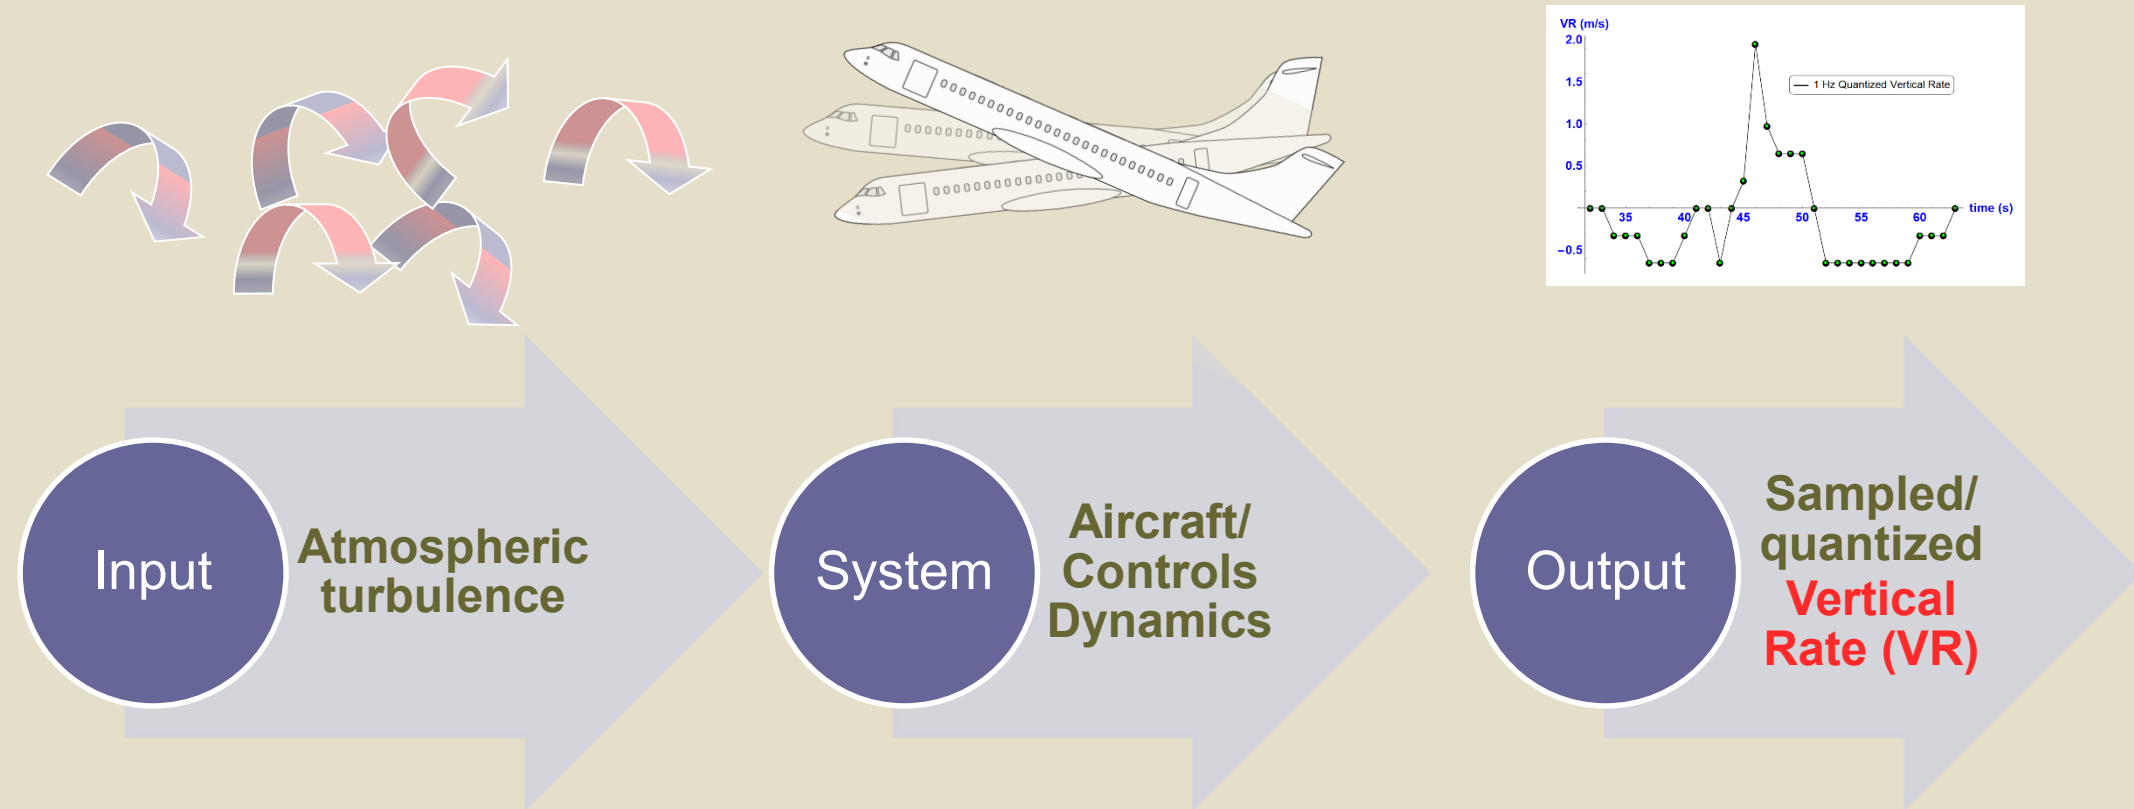 VR (m/s)
2.0
1.5
1.0
0.5
−0.5
1 Hz Quantized Vertical Rate
35 40 45 50 55 60
time (s)
Input
Atmospheric
turbulence
System
Aircraft/
Controls
Dynamics
Output
Sampled/
quantized
Vertical
Rate (VR)